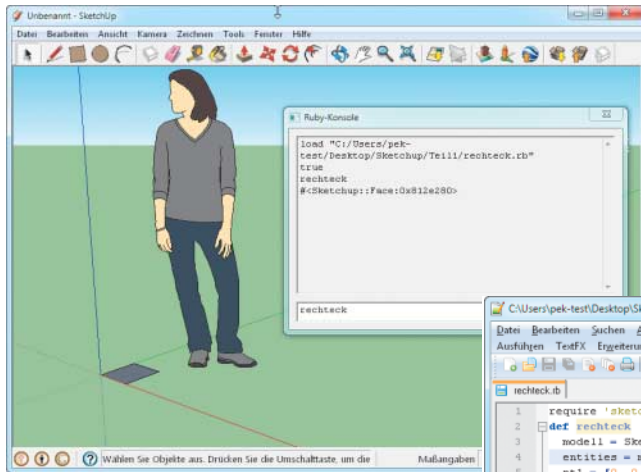 Unbenannt - SketchUp
Datei Bearbeiten Ansicht Kamera Zeichnen Tools Fenster Hilfe
Ruby-Konsole
load "C:/Users/pek-
test/Desktop/Sketchup/Teil1/rechteck.rb"
true
rechteck
#<Sketchup::Face:0x812e280>
rechteck
C:\Users\pek-test\Desktop\Sk
Datei Bearbeiten Suchen A
Ausführen TextFX Erweiteru
rechteck.rb
1 require 'sketc
2 def rechteck
3 modell = Ske
4 entities = m
5
Wählen Sie Objekte aus. Drücken Sie die Umschalttaste, um die
Maßangaben